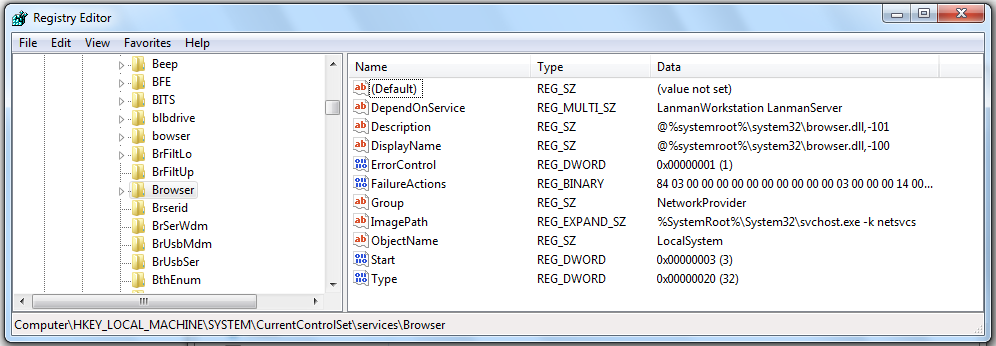 Registry Editor
File Edit View Favorites Help
Beep
BFE
BITS
blbdrive
bowser
BrFiltLo
BrFiltUp
Browser
Brserid
BrSerWdm
BrUsbMdm
BrUsbSer
BthEnum
Name Type Data
(Default) REG_SZ (value not set)
DependOnService REG_MULTI_SZ LanmanWorkstation LanmanServer
Description REG_SZ @%systemroot%\system32\browser.dll,-101
DisplayName REG_SZ @%systemroot%\system32\browser.dll,-100
ErrorControl REG_DWORD 0x00000001 (1)
FailureActions REG_BINARY 84 03 00 00 00 00 00 00 00 00 00 00 03 00 00 00 14 00...
Group REG_SZ NetworkProvider
ImagePath REG_EXPAND_SZ %SystemRoot%\System32\svchost.exe -k netsvcs
ObjectName REG_SZ LocalSystem
Start REG_DWORD 0x00000003 (3)
Type REG_DWORD 0x00000020 (32)
Computer\HKEY_LOCAL_MACHINE\SYSTEM\CurrentControlSet\services\Browser